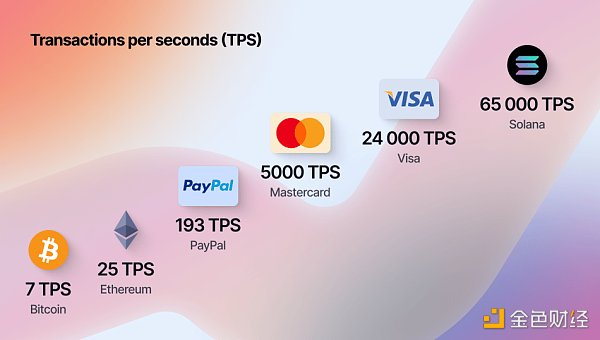 Transactions per seconds (TPS)
65 000 TPS
Solana
VISA
24 000 TPS
Visa
5000 TPS
Mastercard
PayPal
193 TPS
PayPal
25 TPS
Ethereum
7 TPS
Bitcoin
金色财经